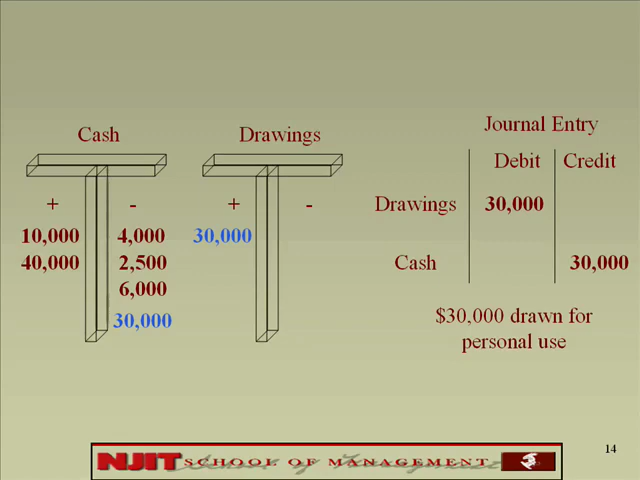 Cash
Drawings
Journal Entry
Debit Credit
+ - + -
Drawings 30,000
10,000 4,000 30,000
40,000 2,500
Cash 30,000
6,000
30,000
$30,000 drawn for
personal use
14
NJIT SCHOOL OF MANAGEMENT